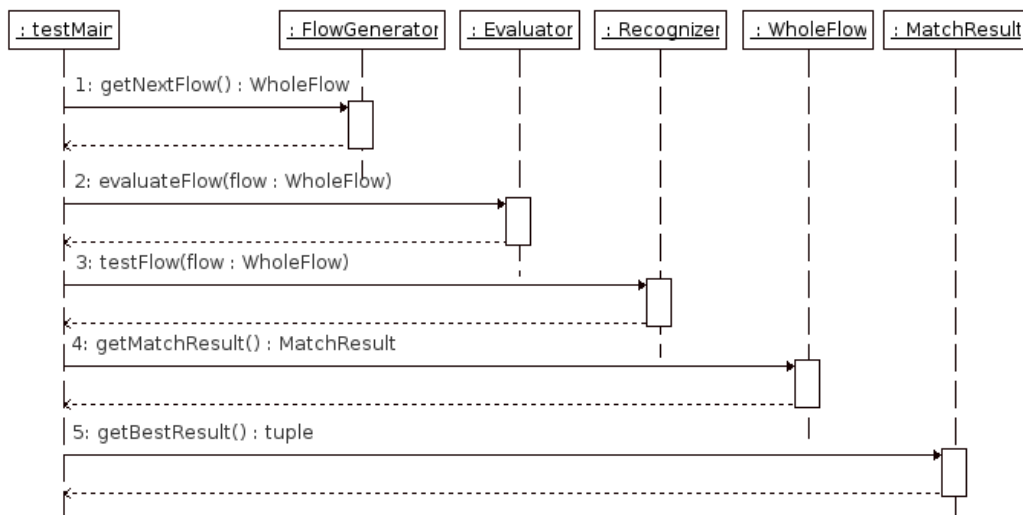 : testMain
: FlowGenerator
: Evaluator
: Recognizer
: WholeFlow
: MatchResult
1: getNextFlow() : WholeFlow
2: evaluateFlow(flow : WholeFlow)
3: testFlow(flow : WholeFlow)
4: getMatchResult() : MatchResult
5: getBestResult() : tuple